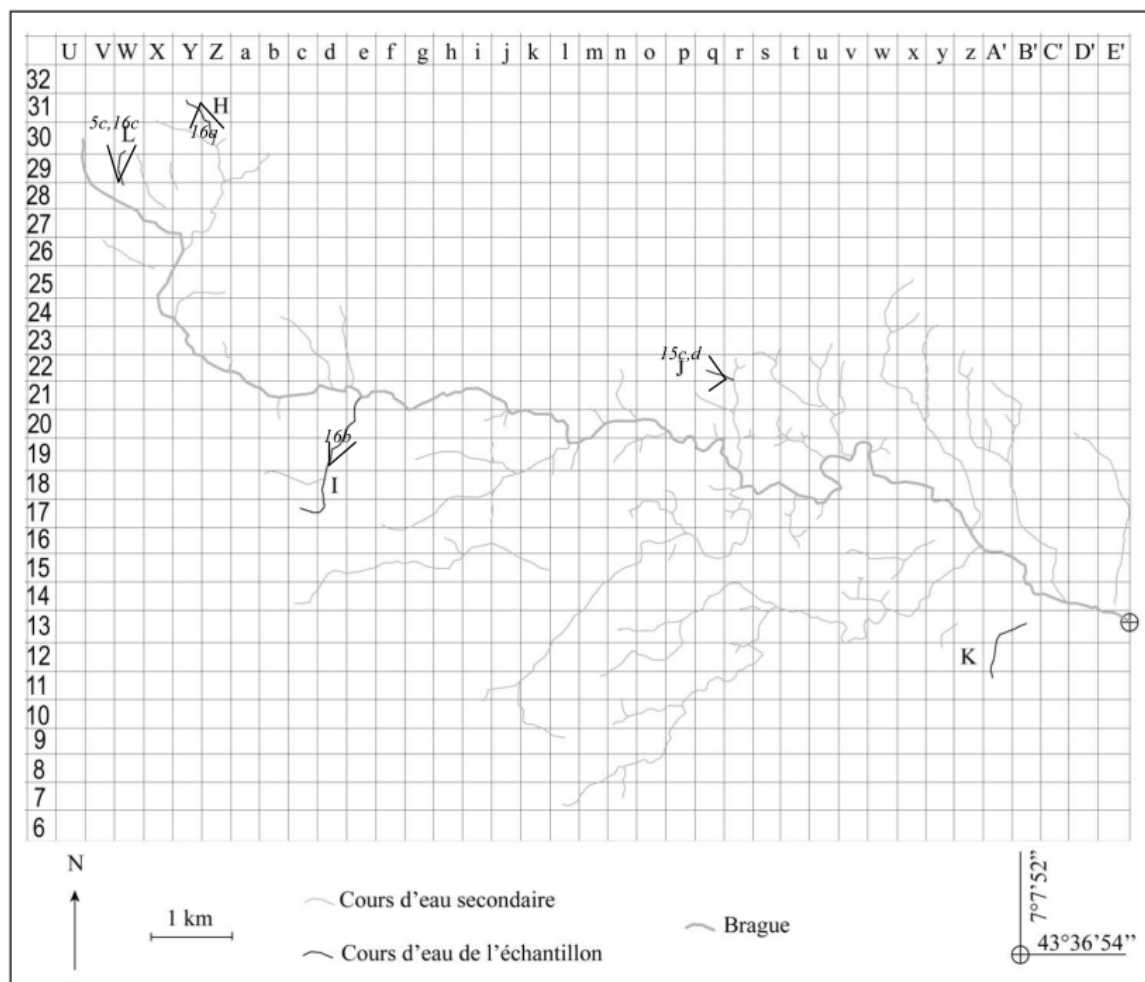 U V W X Y Z a b c d e f g h i j k l m n o p q r s t u v w x y z A' B' C' D' E'
32
31
H
5c,16c
L
16a
30
29
28
27
26
25
24
23
22
15c,d
J
21
20
16b
19
18
I
17
16
15
14
13
K
12
11
10
9
8
7
6
N
1 km
Cours d'eau secondaire
Cours d'eau de l'échantillon
Brague
7°7'52”
43°36'54”